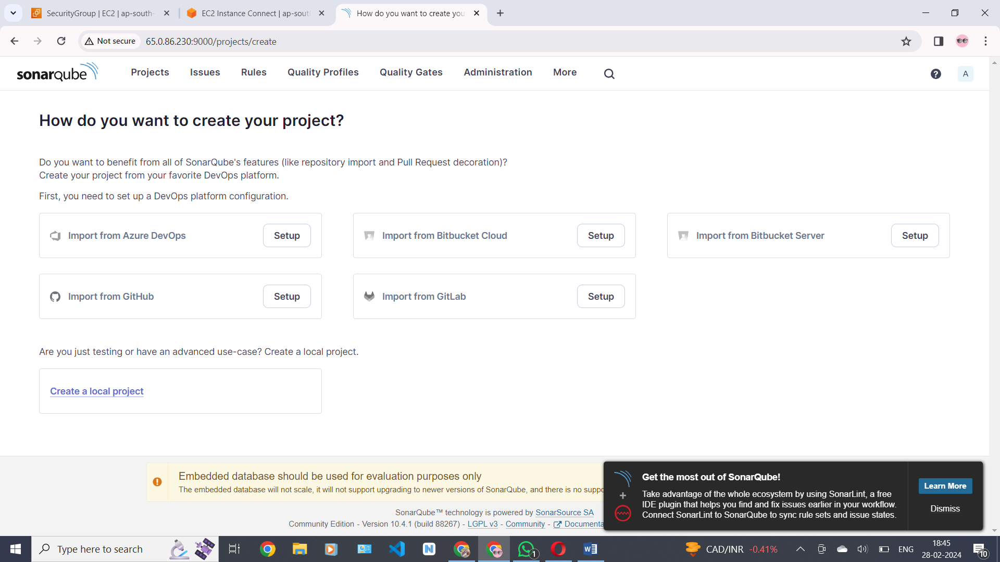 SecurityGroup | EC2 | ap-south-
EC2 Instance Connect | ap-sout
How do you want to create you
Not secure
65.0.86.230:9000/projects/create
sonarqube
Projects
Issues
Rules
Quality Profiles
Quality Gates
Administration
More
A
How do you want to create your project?
Do you want to benefit from all of SonarQube's features (like repository import and Pull Request decoration)?
Create your project from your favorite DevOps platform.
First, you need to set up a DevOps platform configuration.
Import from Azure DevOps
Setup
Import from Bitbucket Cloud
Setup
Import from Bitbucket Server
Setup
Import from GitHub
Setup
Import from GitLab
Setup
Are you just testing or have an advanced use-case? Create a local project.
Create a local project
Embedded database should be used for evaluation purposes only
The embedded database will not scale, it will not support upgrading to newer versions of SonarQube, and there is no suppo
SonarQube™ technology is powered by SonarSource SA
Community Edition - Version 10.4.1 (build 88267) - LGPL v3 - Community - Documenta
Get the most out of SonarQube!
Take advantage of the whole ecosystem by using SonarLint, a free
IDE plugin that helps you find and fix issues earlier in your workflow.
Connect SonarLint to SonarQube to sync rule sets and issue states.
Learn More
Dismiss
Type here to search
N
1
W
CAD/INR -0.41%
ENG
18:45
28-02-2024
10